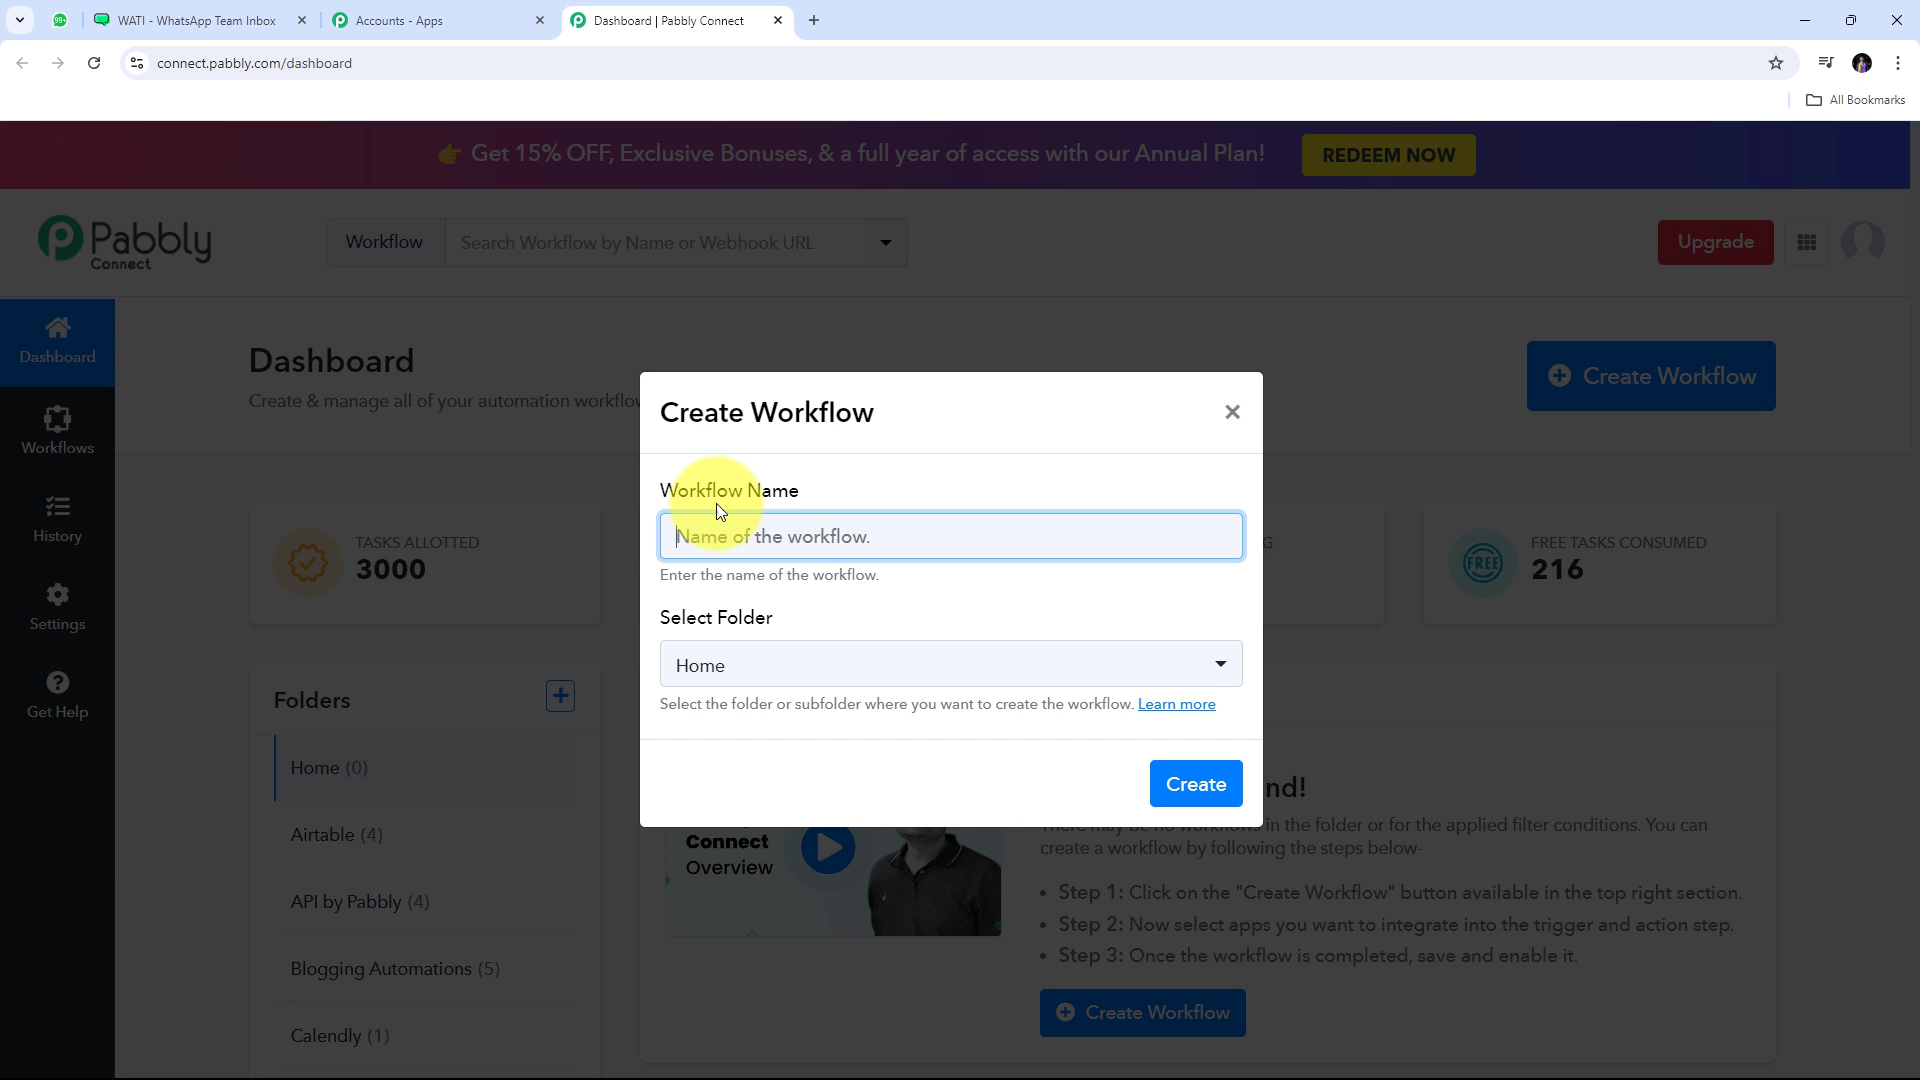 WATI - WhatsApp Team Inbox
Accounts - Apps
Dashboard | Pabbly Connect
connect.pabbly.com/dashboard
All Bookmarks
👉 Get 15% OFF, Exclusive Bonuses, & a full year of access with our Annual Plan!
REDEEM NOW
Pabbly
Connect
Workflow
Search Workflow by Name or Webhook URL
Upgrade
Dashboard
Workflows
History
Settings
Get Help
Dashboard
Create & manage all of your automation
Create Workflow
TASKS ALLOTTED
3000
FREE
FREE TASKS CONSUMED
216
Create Workflow
Workflow Name
Name of the workflow.
Enter the name of the workflow.
Select Folder
Home
Select the folder or subfolder where you want to create the workflow. Learn more
Create
Folders
Home (0)
Airtable (4)
API by Pabbly (4)
Blogging Automations (5)
Calendly (1)
Connect
Overview
nd!
in the folder or for the applied filter conditions. You can
create a workflow by following the steps below-
• Step 1: Click on the "Create Workflow" button available in the top right section.
• Step 2: Now select apps you want to integrate into the trigger and action step.
• Step 3: Once the workflow is completed, save and enable it.
Create Workflow